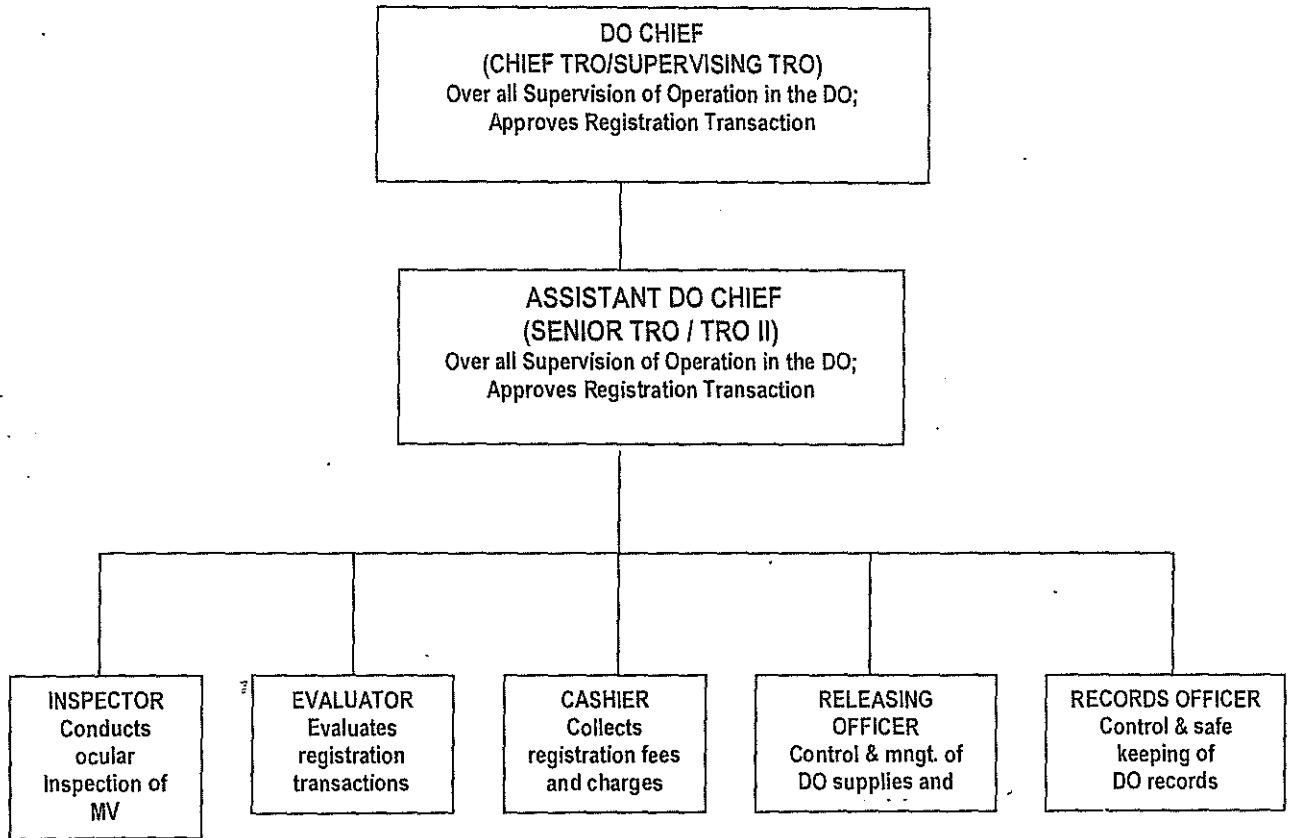 DO CHIEF
(CHIEF TRO/SUPERVISING TRO)
Over all Supervision of Operation in the DO;
Approves Registration Transaction
ASSISTANT DO CHIEF
(SENIOR TRO / TRO II)
Over all Supervision of Operation in the DO;
Approves Registration Transaction
INSPECTOR
Conducts
ocular
Inspection of
MV
EVALUATOR
Evaluates
registration
transactions
CASHIER
Collects
registration fees
and charges
RELEASING
OFFICER
Control & mngt. of
DO supplies and
RECORDS OFFICER
Control & safe
keeping of
DO records